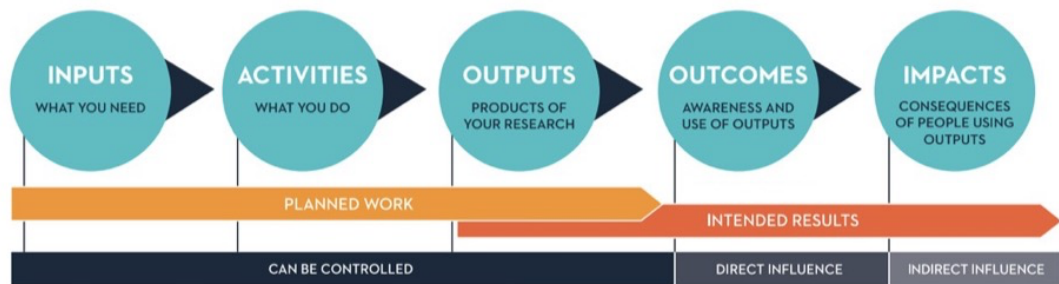 INPUTS
WHAT YOU NEED
ACTIVITIES
WHAT YOU DO
OUTPUTS
PRODUCTS OF
YOUR RESEARCH
OUTCOMES
AWARENESS AND
USE OF OUTPUTS
IMPACTS
CONSEQUENCES
OF PEOPLE USING
OUTPUTS
PLANNED WORK
INTENDED RESULTS
CAN BE CONTROLLED
DIRECT INFLUENCE
INDIRECT INFLUENCE